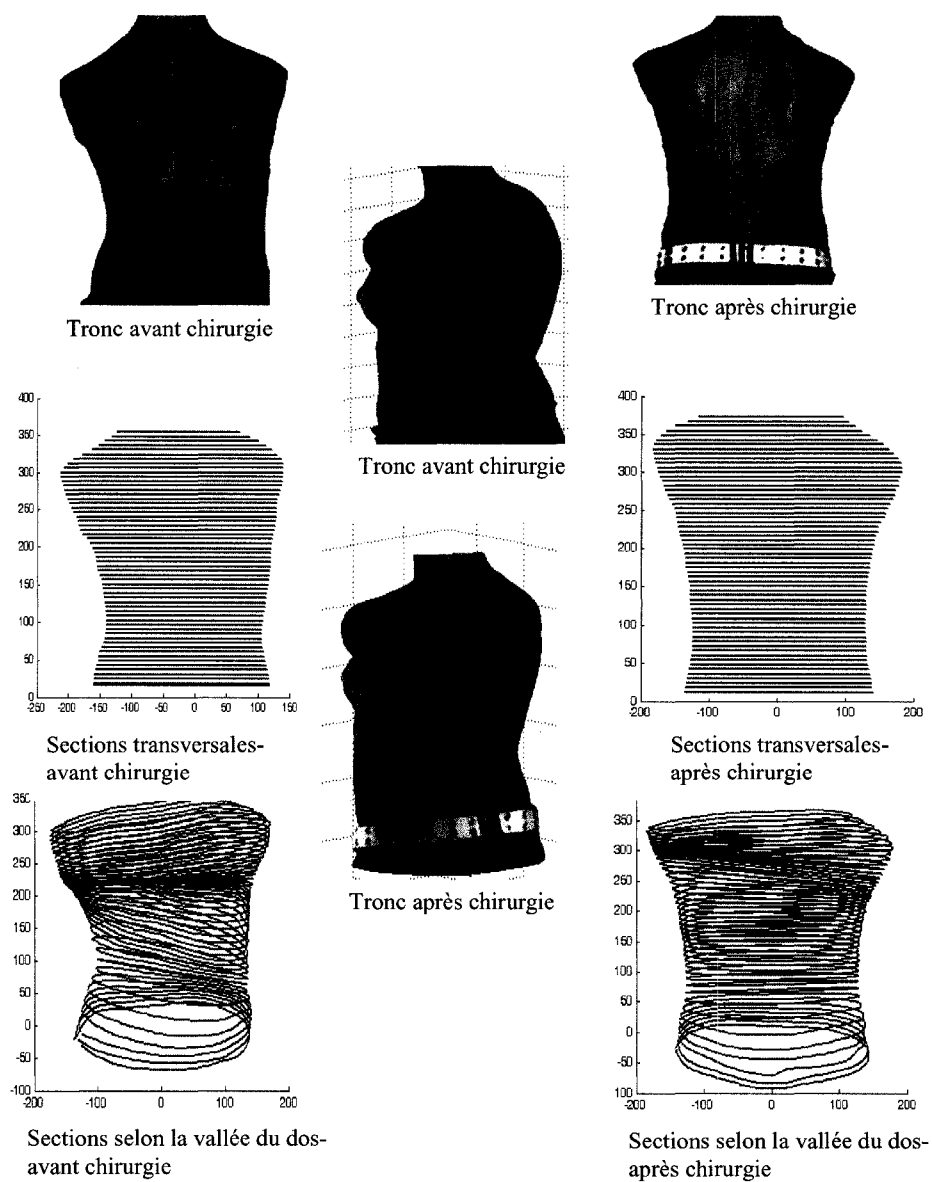 Tronc avant chirurgie
Tronc après chirurgie
Tronc avant chirurgie
400
350
300
250
200
150
100
50
0
-250 -200 -150 -100 -50 0 50 100 150
Sections transversales-
avant chirurgie
400
350
300
250
200
150
100
50
0
-200 -100 0 100 200
Sections transversales-
après chirurgie
Tronc après chirurgie
350
300
250
200
150
100
50
0
-50
-100
-200 -100 0 100 200
Sections selon la vallée du dos-
avant chirurgie
350
300
250
200
150
100
50
0
-50
100
-200 -100 0 100 200
Sections selon la vallée du dos-
après chirurgie